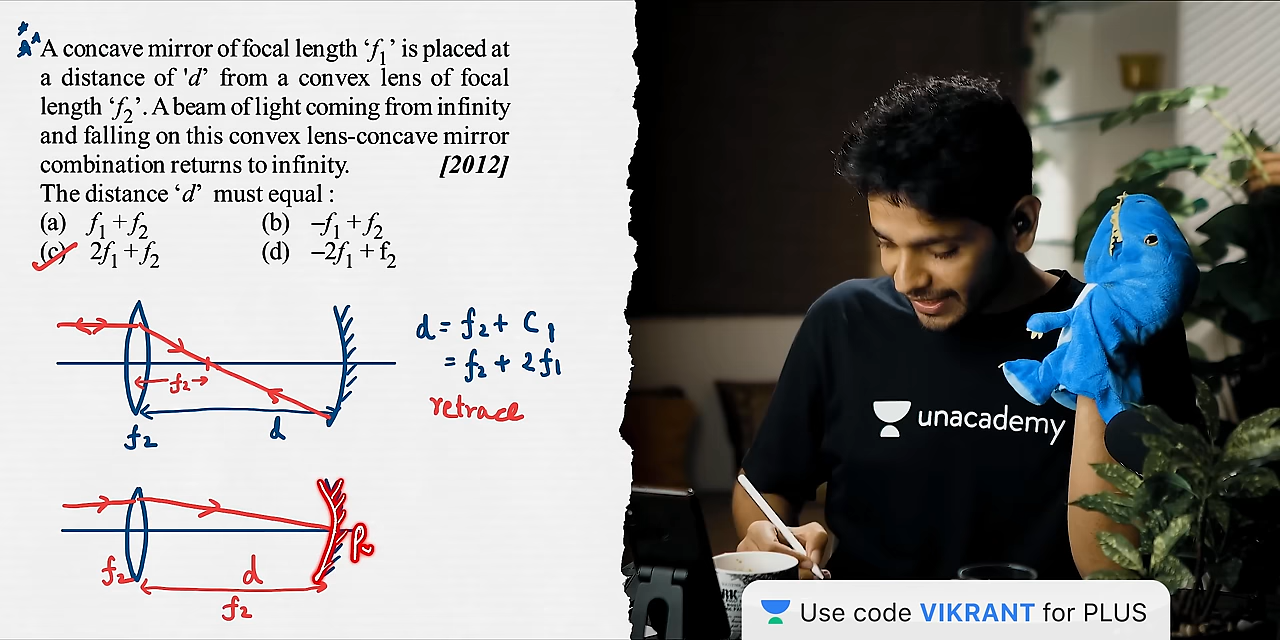 A concave mirror of focal length ‘f₁’ is placed at
a distance of 'd’ from a convex lens of focal
length ‘f₂’. A beam of light coming from infinity
and falling on this convex lens-concave mirror
combination returns to infinity. [2012]
The distance ‘d’ must equal :
(a) f₁ + f₂ (b) –f₁ + f₂
(c) 2f₁ + f₂ (d) –2f₁ + f₂
d = f₂ + C₁
= f₂ + 2f₁
retrace
f₂
d
f₂
P
f₂
d
f₂
unacademy
Use code VIKRANT for PLUS